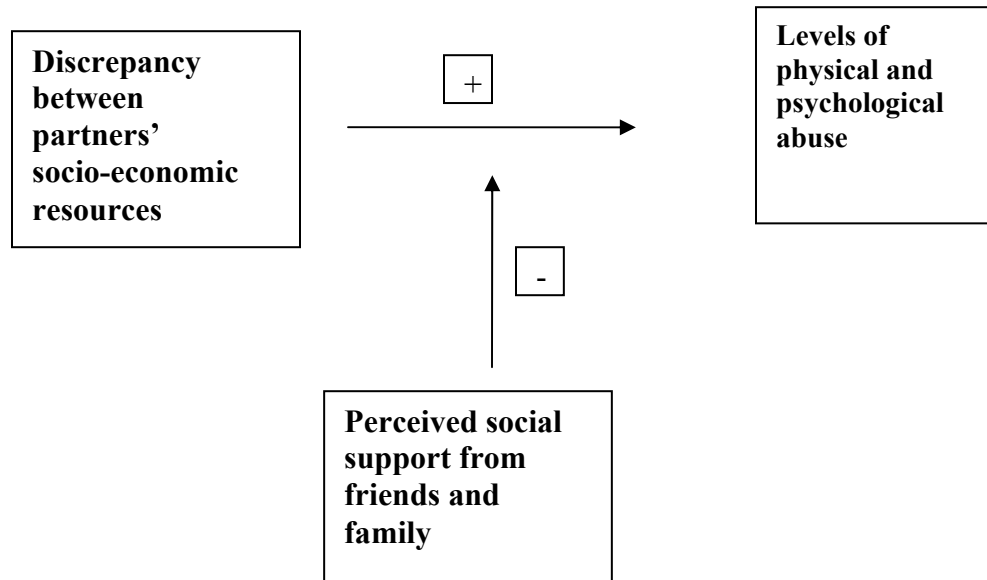 Discrepancy
between
partners’
socio-economic
resources
+
Levels of
physical and
psychological
abuse
-
Perceived social
support from
friends and
family